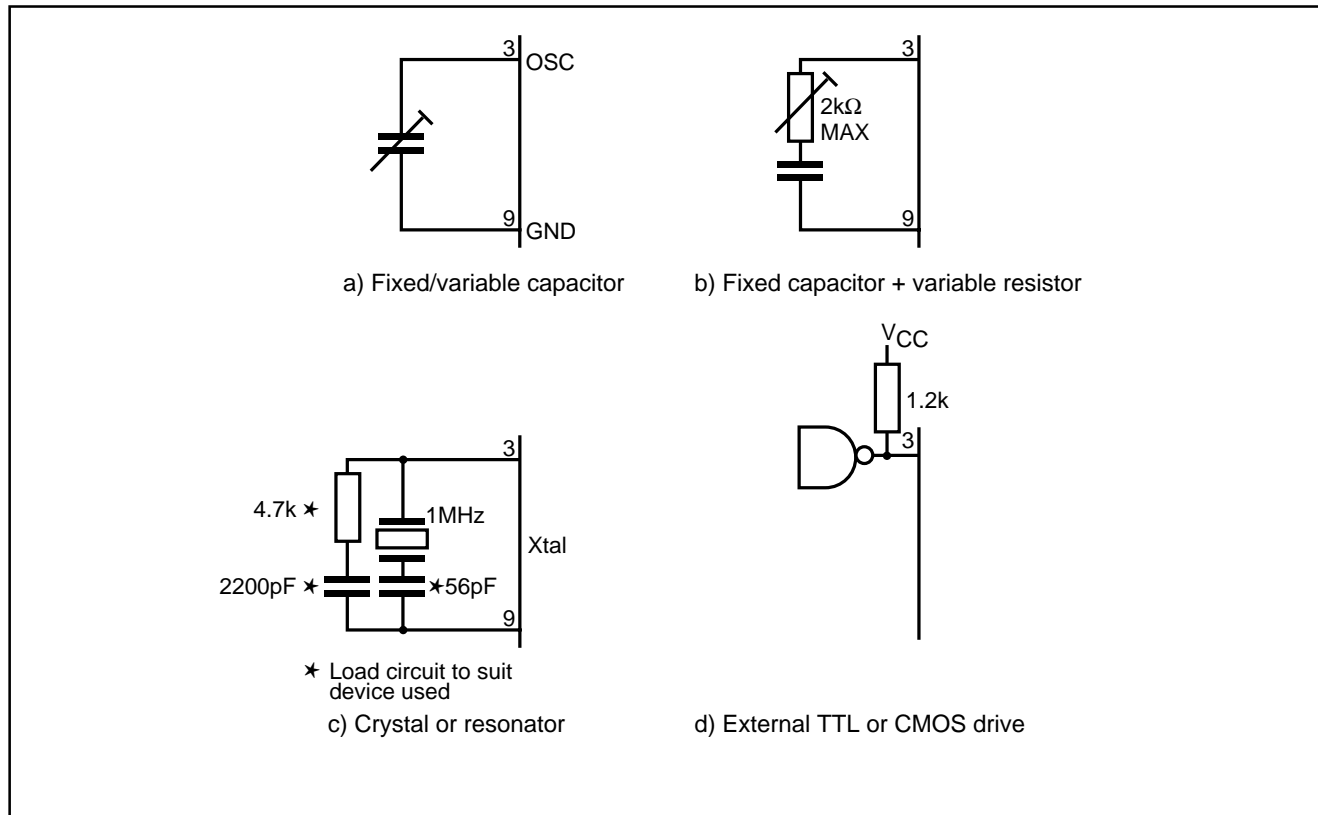 3
OSC
9
GND
a) Fixed/variable capacitor
3
2kΩ
MAX
9
b) Fixed capacitor + variable resistor
3
4.7k ★
1MHz
Xtal
2200pF ★
★56pF
9
★ Load circuit to suit
device used
c) Crystal or resonator
VCC
1.2k
3
d) External TTL or CMOS drive